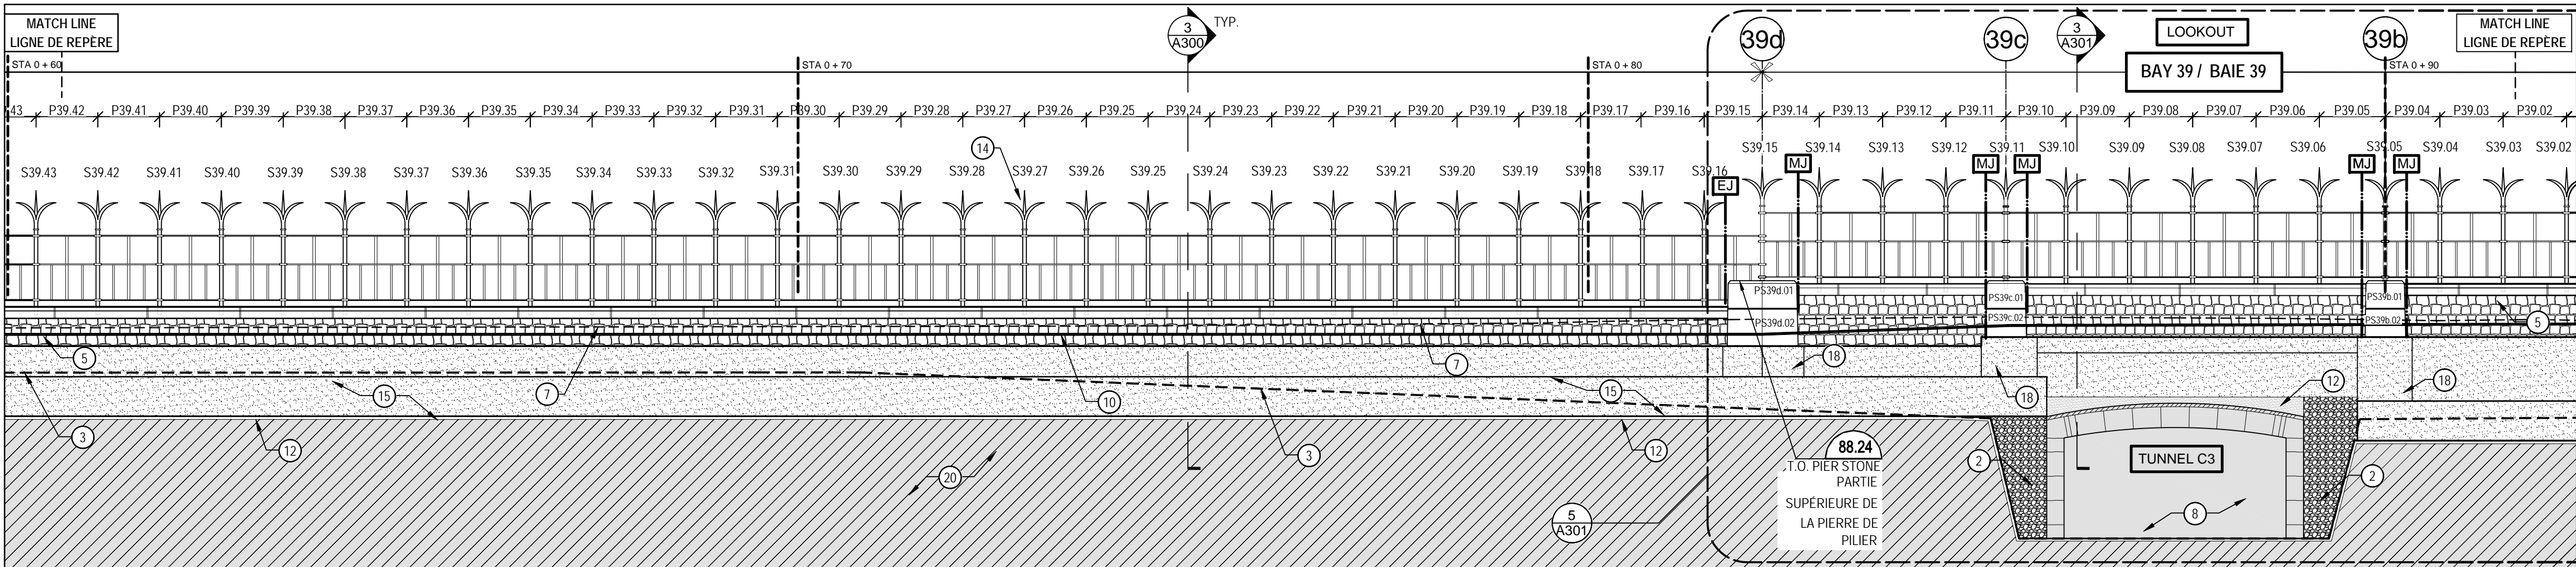 MATCH LINE
LIGNE DE REPÈRE
3
A300
TYP.
39d
39c
3
A301
LOOKOUT
39b
MATCH LINE
LIGNE DE REPÈRE
BAY 39 / BAIE 39
STA 0 + 60
STA 0 + 70
STA 0 + 80
STA 0 + 90
43 P39.42 P39.41 P39.40 P39.39 P39.38 P39.37 P39.36 P39.35 P39.34 P39.33 P39.32 P39.31 P39.30 P39.29 P39.28 P39.27 P39.26 P39.25 P39.24 P39.23 P39.22 P39.21 P39.20 P39.19 P39.18 P39.17 P39.16 P39.15 P39.14 P39.13 P39.12 P39.11 P39.10 P39.09 P39.08 P39.07 P39.06 P39.05 P39.04 P39.03 P39.02
14
S39.15 S39.14 S39.13 S39.12 S39.11 S39.10 S39.09 S39.08 S39.07 S39.06 S39.05 S39.04 S39.03 S39.02
S39.43 S39.42 S39.41 S39.40 S39.39 S39.38 S39.37 S39.36 S39.35 S39.34 S39.33 S39.32 S39.31 S39.30 S39.29 S39.28 S39.27 S39.26 S39.25 S39.24 S39.23 S39.22 S39.21 S39.20 S39.19 S39.18 S39.17 S39.16
EJ
MJ
MJ
MJ
MJ
MJ
PS39d.01
PS39c.01
PS39b.01
PS39d.02
PS39c.02
PS39b.02
5
5
7
18
18
12
18
3
15
7
10
15
18
12
3
12
20
88.24
T.O. PIER STONE
PARTIE
SUPÉRIEURE DE
LA PIERRE DE
PILIER
5
A301
2
TUNNEL C3
2
8